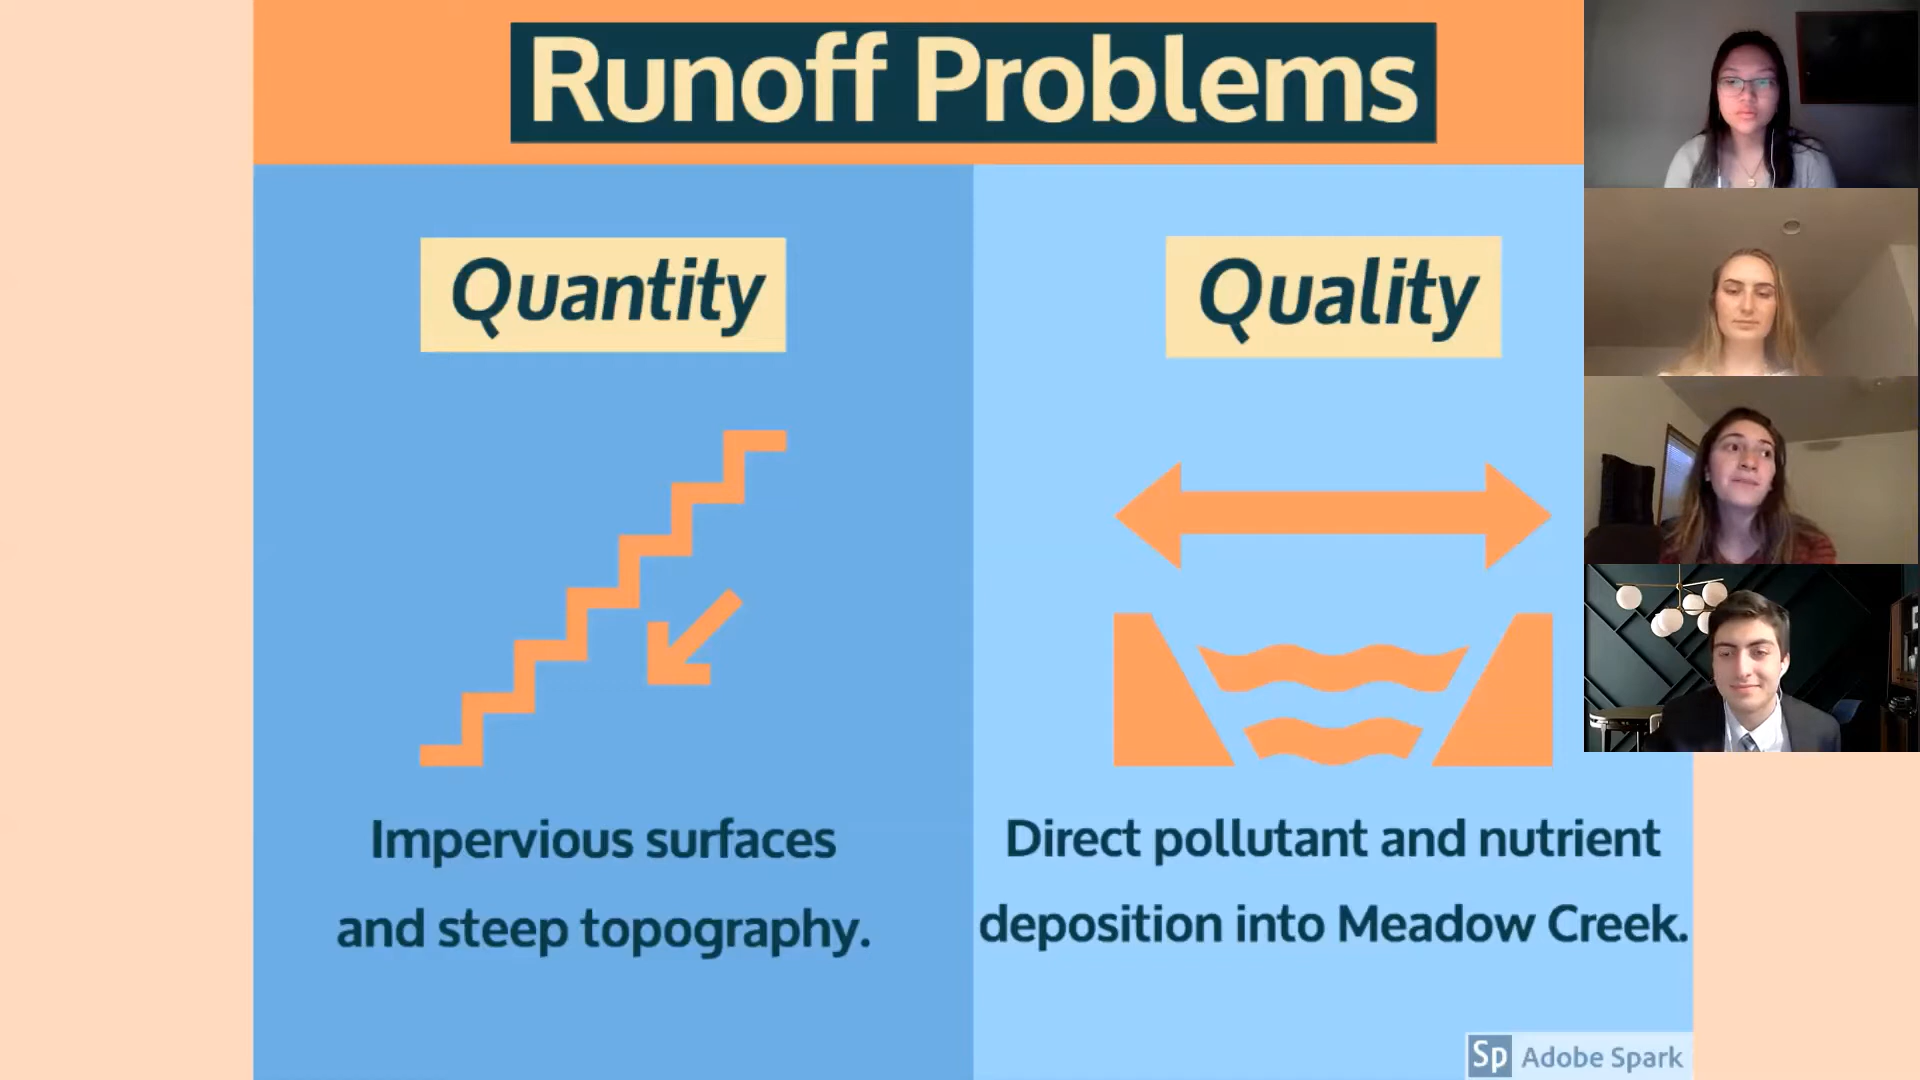 Runoff Problems
Quantity
Impervious surfaces
and steep topography.
Quality
Direct pollutant and nutrient
deposition into Meadow Creek.
Sp Adobe Spark